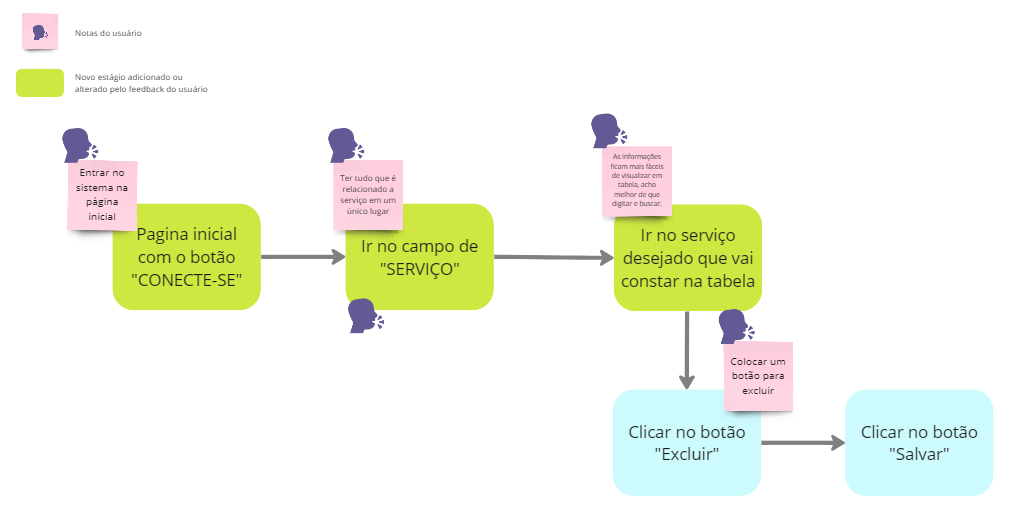 Notas do usuário
Novo estágio adicionado ou
alterado pelo feedback do usuário
Entrar no
sistema na
página
inicial
Pagina inicial
com o botão
"CONECTE-SE"
Ter tudo que é
relacionado a
serviço em um
único lugar
Ir no campo de
"SERVIÇO"
As informações
ficam mais fáceis
de visualizar em
tabela, acho
melhor de que
digitar e buscar.
Ir no serviço
desejado que vai
constar na tabela
Colocar um
botão para
excluir
Clicar no botão
"Excluir"
Clicar no botão
"Salvar"